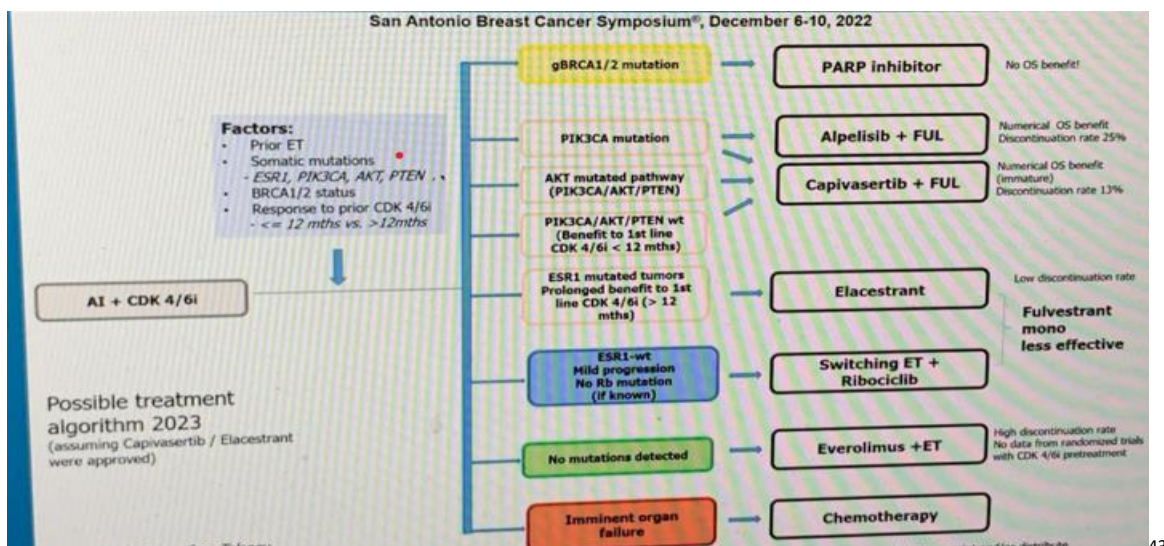 San Antonio Breast Cancer Symposium®, December 6-10, 2022
gBRCA1/2 mutation
PARP inhibitor
No OS benefit!
Factors:
• Prior ET
• Somatic mutations
- ESR1, PIK3CA, AKT, PTEN ..
• BRCA1/2 status
• Response to prior CDK 4/6i
- <= 12 mths vs. >12mths
PIK3CA mutation
Alpelisib + FUL
Numerical OS benefit
Discontinuation rate 25%
AKT mutated pathway
(PIK3CA/AKT/PTEN)
Capivasertib + FUL
Numerical OS benefit
(immature)
Discontinuation rate 13%
PIK3CA/AKT/PTEN wt
(Benefit to 1st line
CDK 4/6i < 12 mths)
AI + CDK 4/6i
ESR1 mutated tumors
Prolonged benefit to 1st
line CDK 4/6i (> 12
mths)
Elacestrant
Low discontinuation rate
Fulvestrant
mono
less effective
ESR1-wt
Mild progression
No Rb mutation
(if known)
Switching ET +
Ribociclib
Possible treatment
algorithm 2023
(assuming Capivasertib / Elacestrant
were approved)
No mutations detected
Everolimus +ET
High discontinuation rate
No data from randomized trials
with CDK 4/6i pretreatment
Imminent organ
failure
Chemotherapy
distribute